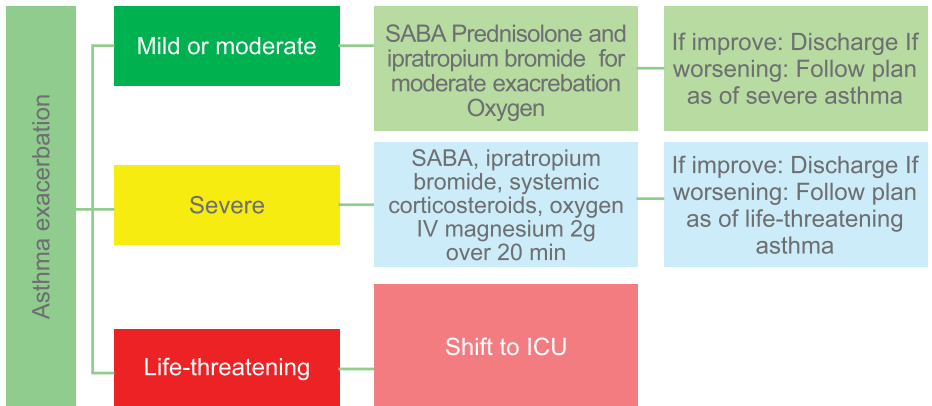 Asthma exacerbation
Mild or moderate
SABA Prednisolone and
ipratropium bromide for
moderate exacrebation
Oxygen
If improve: Discharge If
worsening: Follow plan
as of severe asthma
Severe
SABA, ipratropium
bromide, systemic
corticosteroids, oxygen
IV magnesium 2g
over 20 min
If improve: Discharge If
worsening: Follow plan
as of life-threatening
asthma
Life-threatening
Shift to ICU